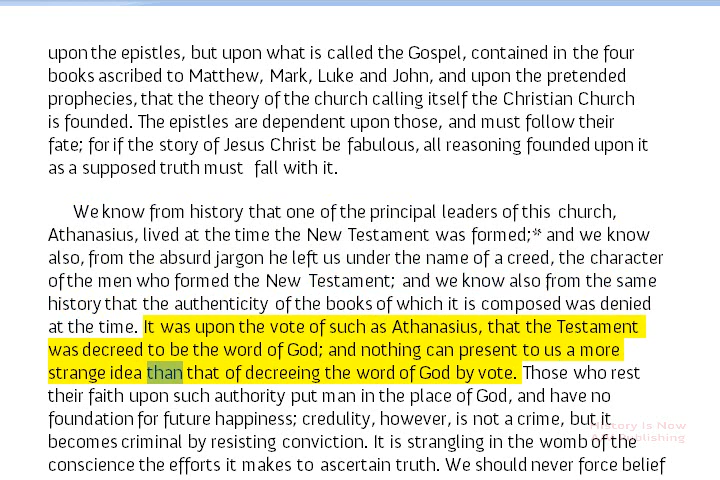 upon the epistles, but upon what is called the Gospel, contained in the four
books ascribed to Matthew, Mark, Luke and John, and upon the pretended
prophecies, that the theory of the church calling itself the Christian Church
is founded. The epistles are dependent upon those, and must follow their
fate; for if the story of Jesus Christ be fabulous, all reasoning founded upon it
as a supposed truth must fall with it.
We know from history that one of the principal leaders of this church,
Athanasius, lived at the time the New Testament was formed;* and we know
also, from the absurd jargon he left us under the name of a creed, the character
of the men who formed the New Testament; and we know also from the same
history that the authenticity of the books of which it is composed was denied
at the time. It was upon the vote of such as Athanasius, that the Testament
was decreed to be the word of God; and nothing can present to us a more
strange idea than that of decreeing the word of God by vote. Those who rest
their faith upon such authority put man in the place of God, and have no
foundation for future happiness; credulity, however, is not a crime, but it
becomes criminal by resisting conviction. It is strangling in the womb of the
conscience the efforts it makes to ascertain truth. We should never force belief
History Is Now
Publishing